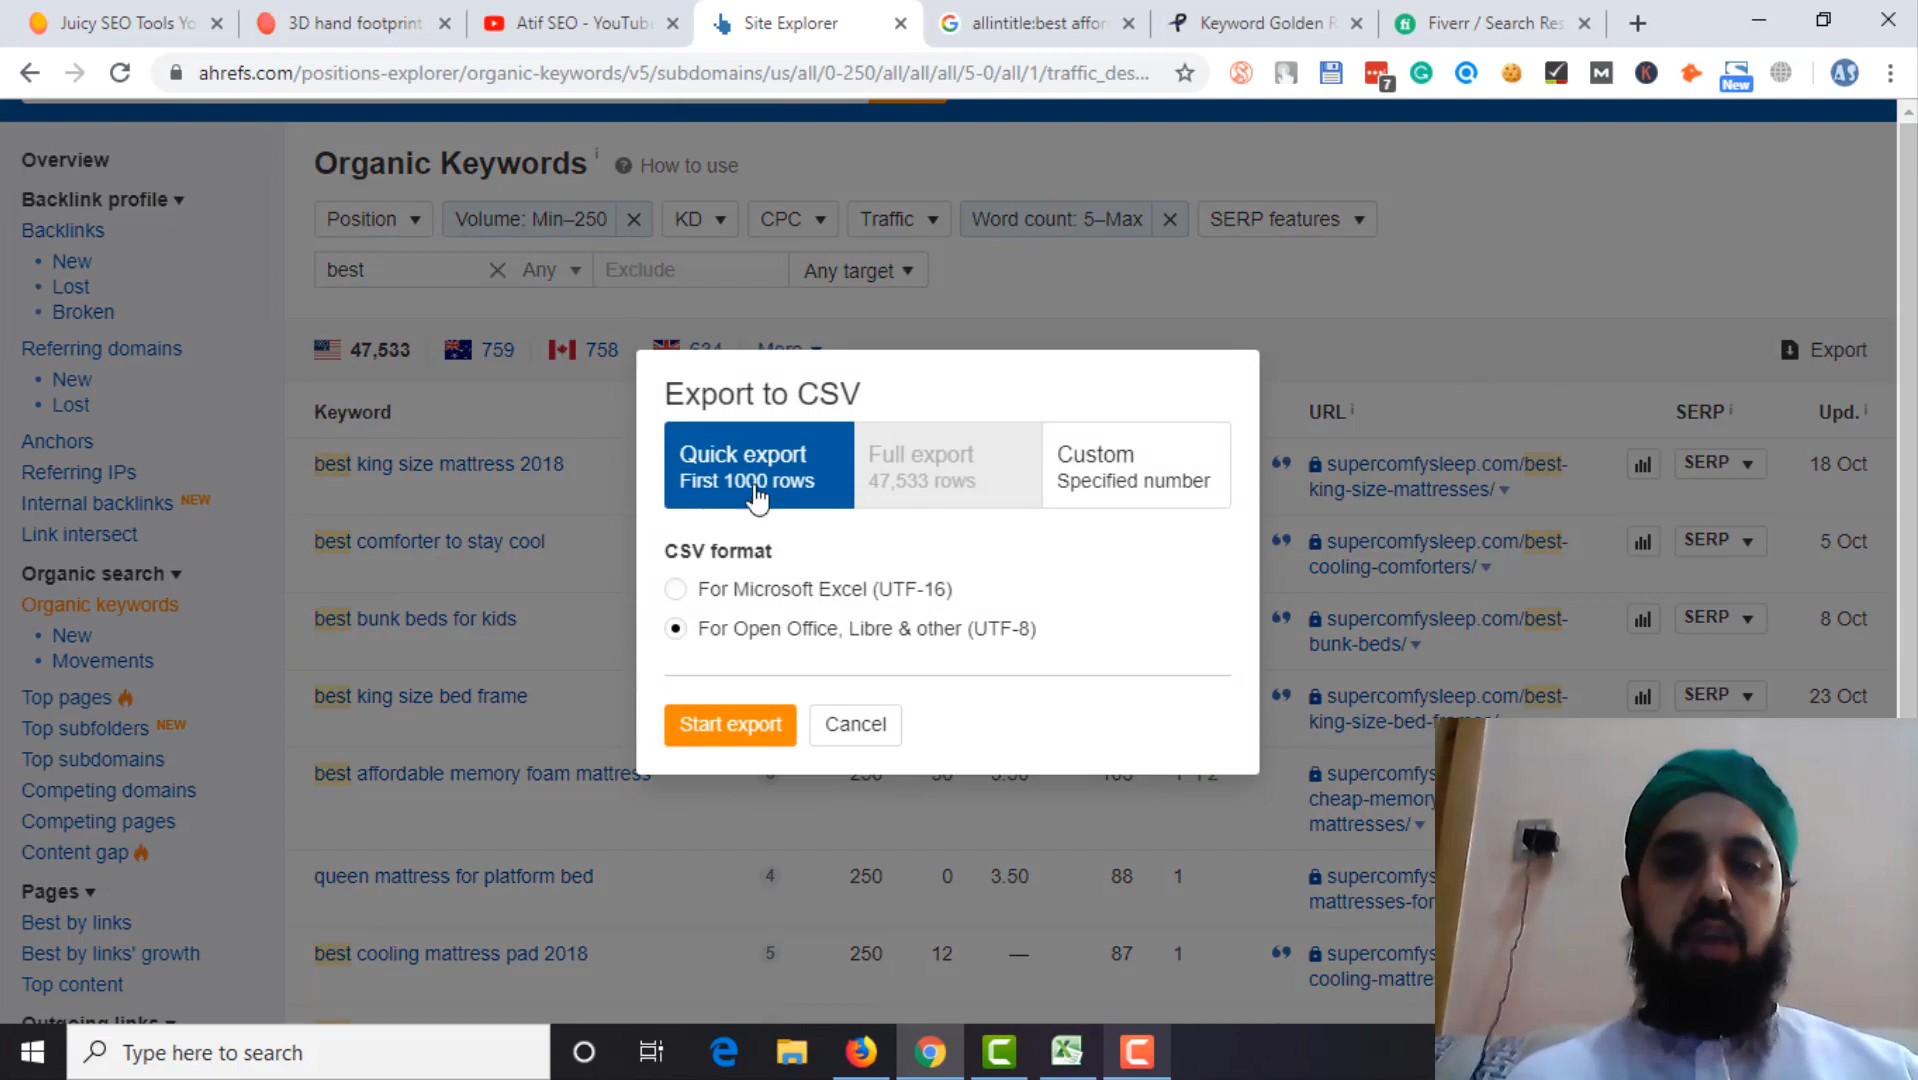 Juicy SEO Tools Yo
3D hand footprint
Atif SEO - YouTube
Site Explorer
allintitle:best affor
Keyword Golden R
Fiverr / Search Res
ahrefs.com/positions-explorer/organic-keywords/v5/subdomains/us/all/0-250/all/all/all/5-0/all/1/traffic_des...
7
New
AS
Overview
Backlink profile
Backlinks
New
Lost
Broken
Referring domains
New
Lost
Anchors
Referring IPs
Internal backlinks NEW
Link intersect
Organic search
Organic keywords
New
Movements
Top pages
Top subfolders NEW
Top subdomains
Competing domains
Competing pages
Content gap
Pages
Best by links
Best by links' growth
Top content
Outgoing links
Organic Keywords i
? How to use
Position
Volume: Min–250
KD
CPC
Traffic
Word count: 5–Max
SERP features
best
Any
Exclude
Any target
47,533
759
758
634
More
Export
Keyword
URL i
SERP i
Upd. i
best king size mattress 2018
supercomfysleep.com/best-
king-size-mattresses/
SERP
18 Oct
best comforter to stay cool
supercomfysleep.com/best-
cooling-comforters/
SERP
5 Oct
best bunk beds for kids
supercomfysleep.com/best-
bunk-beds/
SERP
8 Oct
best king size bed frame
supercomfysleep.com/best-
king-size-bed-frames/
SERP
23 Oct
best affordable memory foam mattress
250
3.50
supercomfys
cheap-memory
mattresses/
queen mattress for platform bed
4
250
0
3.50
88
1
supercomfys
mattresses-for
best cooling mattress pad 2018
5
250
12
—
87
1
supercomfys
cooling-mattre
Export to CSV
Quick export
First 1000 rows
Full export
47,533 rows
Custom
Specified number
CSV format
For Microsoft Excel (UTF-16)
For Open Office, Libre & other (UTF-8)
Start export
Cancel
Type here to search